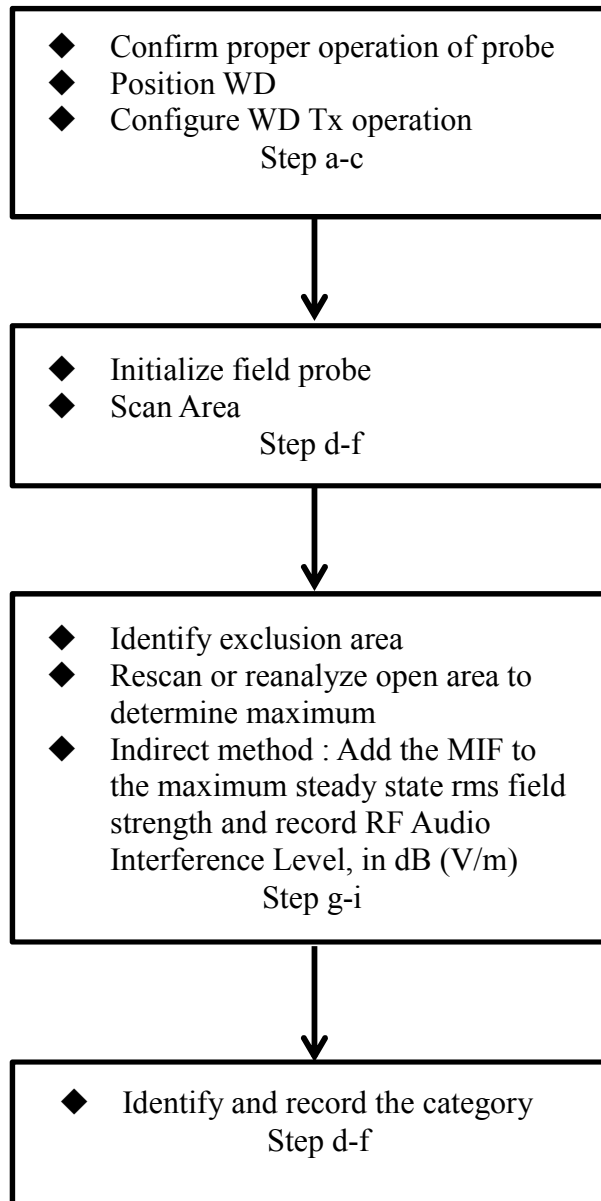 ◆ Confirm proper operation of probe
◆ Position WD
◆ Configure WD Tx operation
Step a-c
◆ Initialize field probe
◆ Scan Area
Step d-f
◆ Identify exclusion area
◆ Rescan or reanalyze open area to
determine maximum
◆ Indirect method : Add the MIF to
the maximum steady state rms field
strength and record RF Audio
Interference Level, in dB (V/m)
Step g-i
◆ Identify and record the category
Step d-f